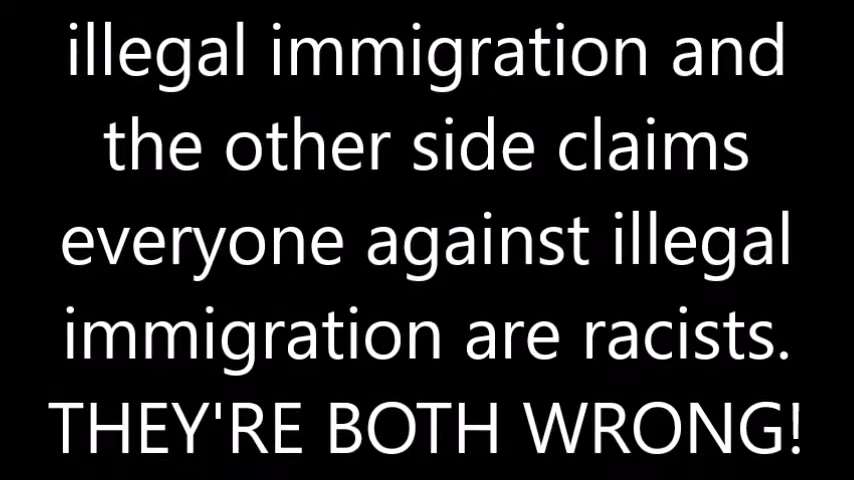 illegal immigration and
the other side claims
everyone against illegal
immigration are racists.
THEY'RE BOTH WRONG!